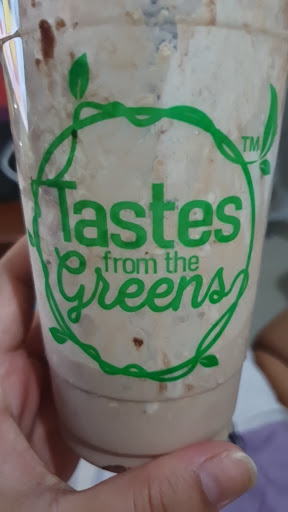 Tastes
TM
from the
Greens